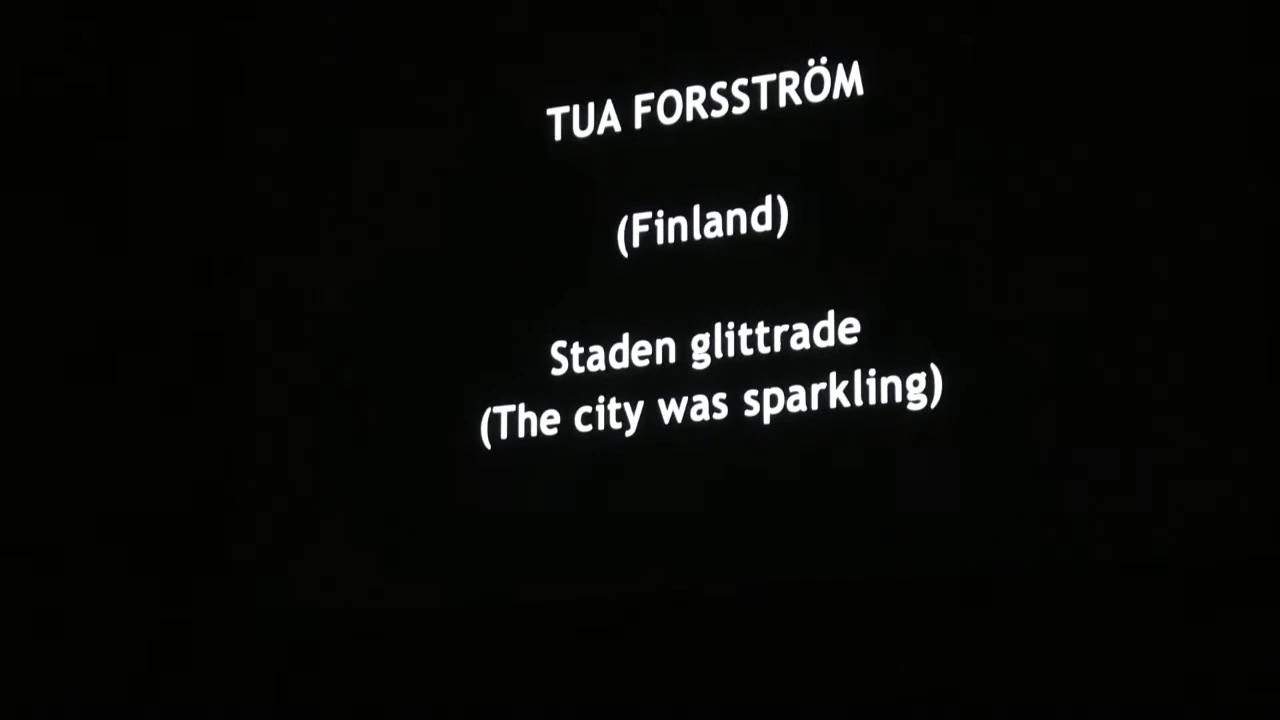 TUA FORSSTRÖM
(Finland)
Staden glittrade
(The city was sparkling)